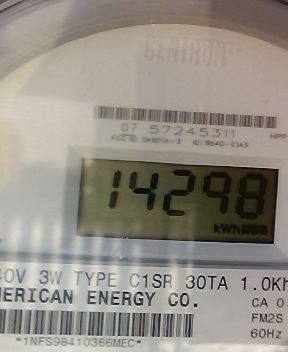 CENTRON
07 57245311
14298
kWh
40V 3W TYPE C1SR 30TA 1.0Kh
MERICAN ENERGY CO.
CA 0.
FM2S
60Hz
*1NFS98410366MEC*